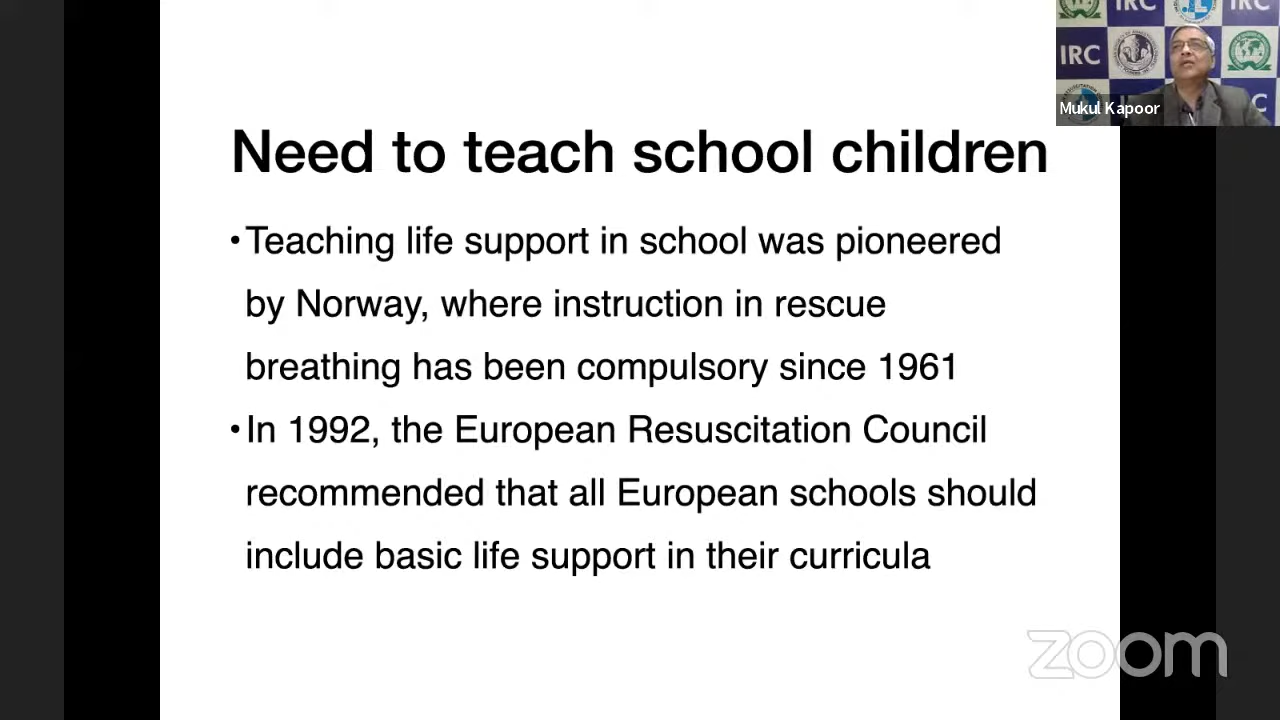 IRC
IRC
IRC
C
Mukul Kapoor
Need to teach school children
• Teaching life support in school was pioneered
by Norway, where instruction in rescue
breathing has been compulsory since 1961
• In 1992, the European Resuscitation Council
recommended that all European schools should
include basic life support in their curricula
zoom